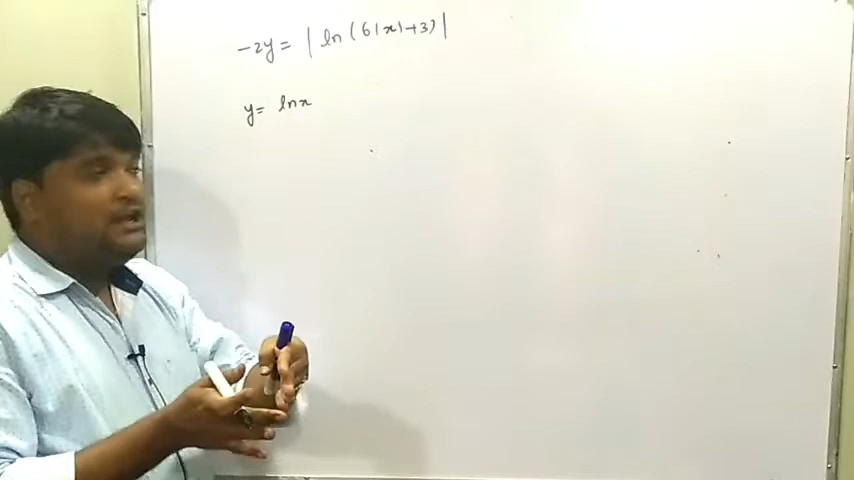 -2y = | ln (6|x|+3) |
y = lnx